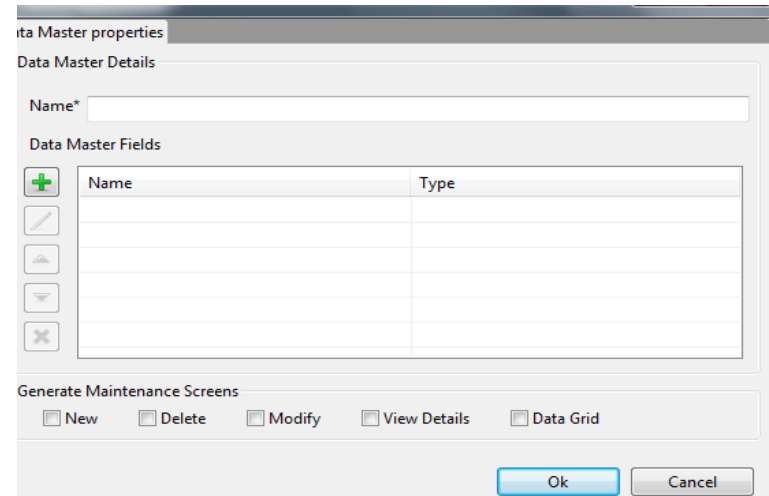 ta Master properties
Data Master Details
Name*
Data Master Fields
Name Type
Generate Maintenance Screens
New Delete Modify View Details Data Grid
Ok Cancel